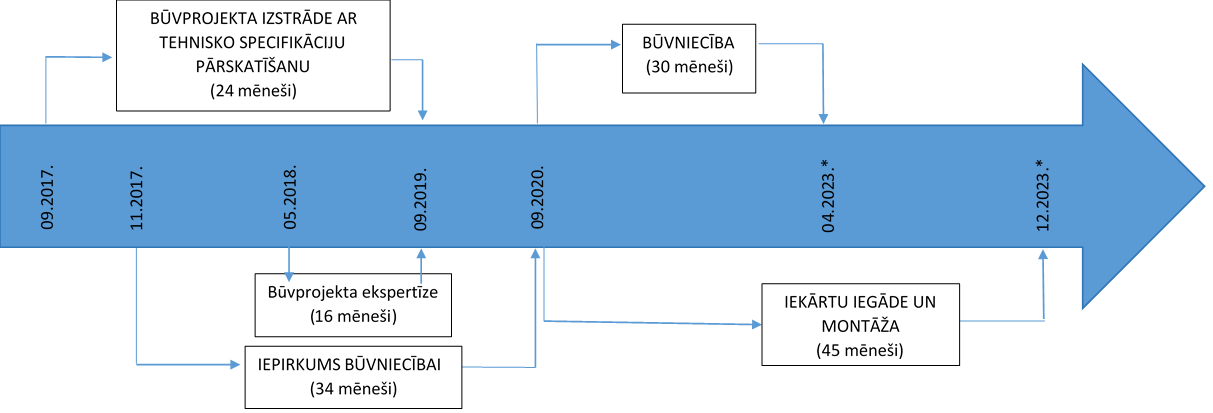 BŪVPROJEKTA IZSTRĀDE AR
TEHNISKO SPECIFIKĀCIJU
PĀRSKATĪŠANU
(24 mēneši)
BŪVNIECĪBA
(30 mēneši)
09.2017.
11.2017.
05.2018.
09.2019.
09.2020.
04.2023.*
12.2023.*
Būvprojekta ekspertīze
(16 mēneši)
IEPIRKUMS BŪVNIECĪBAI
(34 mēneši)
IEKĀRTU IEGĀDE UN
MONTĀŽA
(45 mēneši)